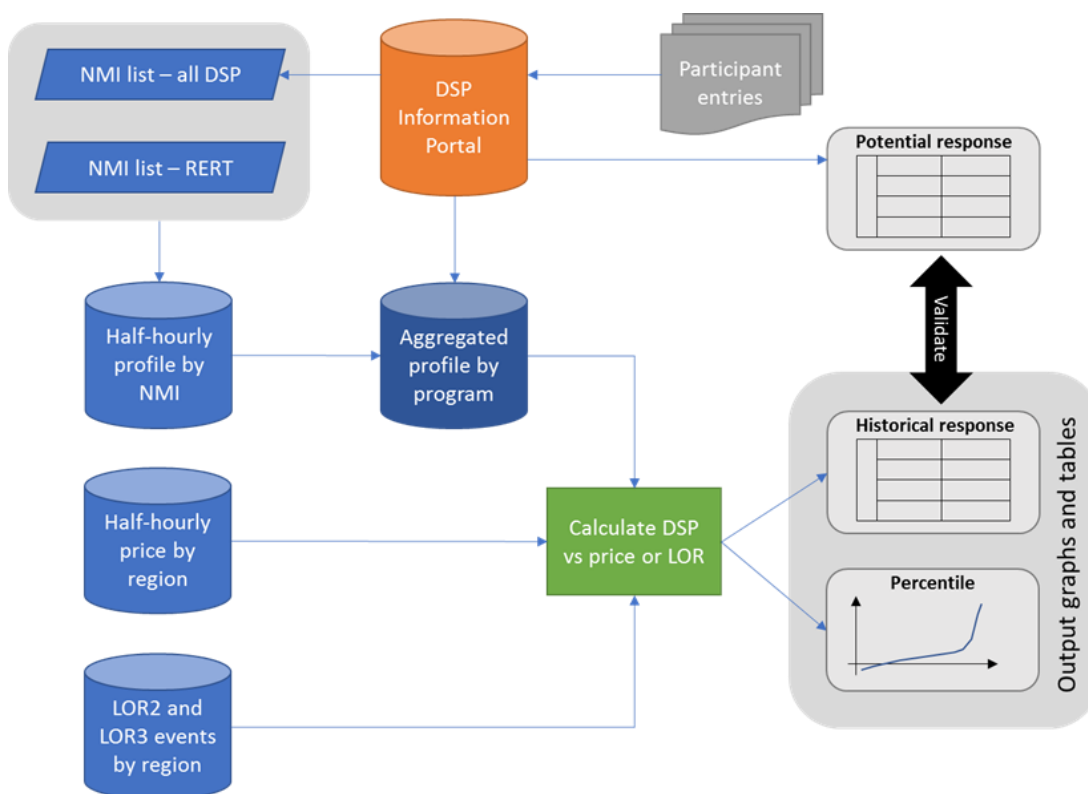 NMI list – all DSP
NMI list – RERT
DSP
Information
Portal
Participant
entries
Potential response
Validate
Half-hourly
profile by
NMI
Aggregated
profile by
program
Historical response
Half-hourly
price by
region
Calculate DSP
vs price or LOR
Percentile
Output graphs and tables
LOR2 and
LOR3 events
by region